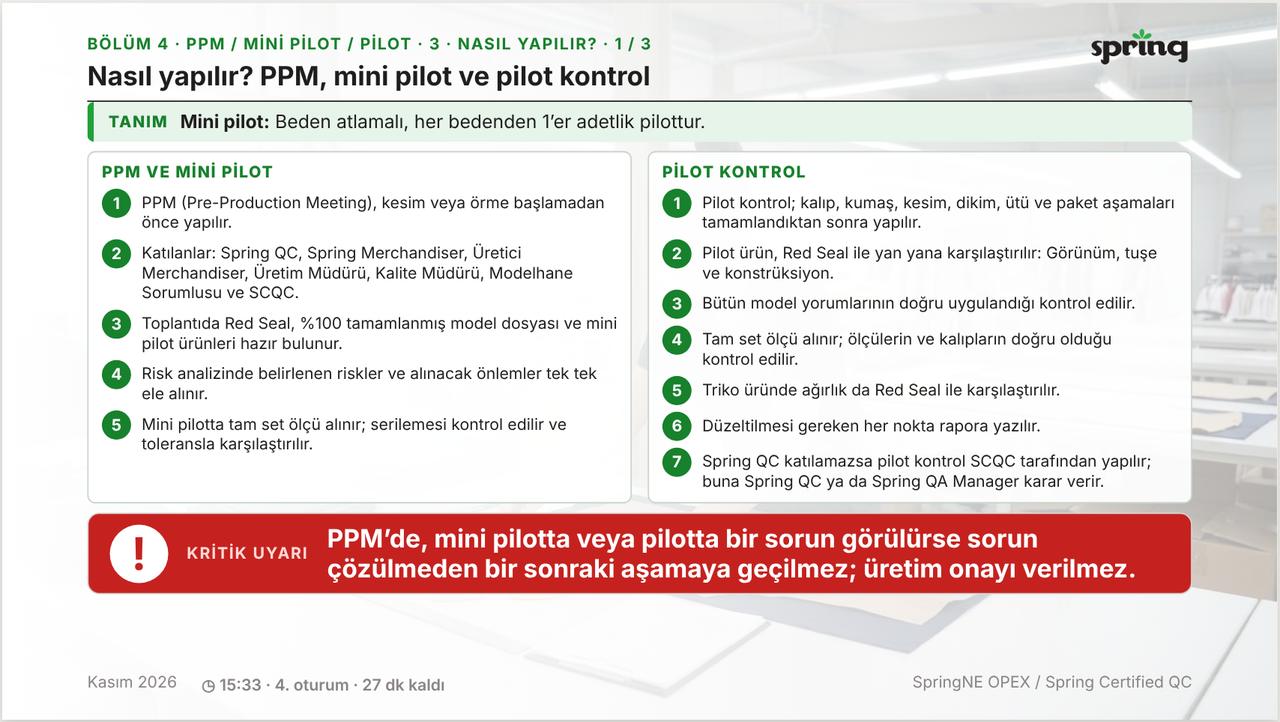 BÖLÜM 4 · PPM / MİNİ PİLOT / PİLOT · 3 · NASIL YAPILIR? · 1 / 3
spring
Nasıl yapılır? PPM, mini pilot ve pilot kontrol
TANIM Mini pilot: Beden atlamalı, her bedenden 1’er adetlik pilottur.
PPM VE MİNİ PİLOT
1 PPM (Pre-Production Meeting), kesim veya örme başlamadan
önce yapılır.
2 Katılanlar: Spring QC, Spring Merchandiser, Üretici
Merchandiser, Üretim Müdürü, Kalite Müdürü, Modelhane
Sorumlusu ve SCQC.
3 Toplantıda Red Seal, %100 tamamlanmış model dosyası ve mini
pilot ürünleri hazır bulunur.
4 Risk analizinde belirlenen riskler ve alınacak önlemler tek tek
ele alınır.
5 Mini pilotta tam set ölçü alınır; serilemesi kontrol edilir ve
toleransla karşılaştırılır.
PİLOT KONTROL
1 Pilot kontrol; kalıp, kumaş, kesim, dikim, ütü ve paket aşamaları
tamamlandıktan sonra yapılır.
2 Pilot ürün, Red Seal ile yan yana karşılaştırılır: Görünüm, tuşe
ve konstrüksiyon.
3 Bütün model yorumlarının doğru uygulandığı kontrol edilir.
4 Tam set ölçü alınır; ölçülerin ve kalıpların doğru olduğu
kontrol edilir.
5 Triko üründe ağırlık da Red Seal ile karşılaştırılır.
6 Düzeltilmesi gereken her nokta rapora yazılır.
7 Spring QC katılamazsa pilot kontrol SCQC tarafından yapılır;
buna Spring QC ya da Spring QA Manager karar verir.
! KRİTİK UYARI PPM’de, mini pilotta veya pilotta bir sorun görülürse sorun
çözülmeden bir sonraki aşamaya geçilmez; üretim onayı verilmez.
Kasım 2026 15:33 · 4. oturum · 27 dk kaldı
SpringNE OPEX / Spring Certified QC